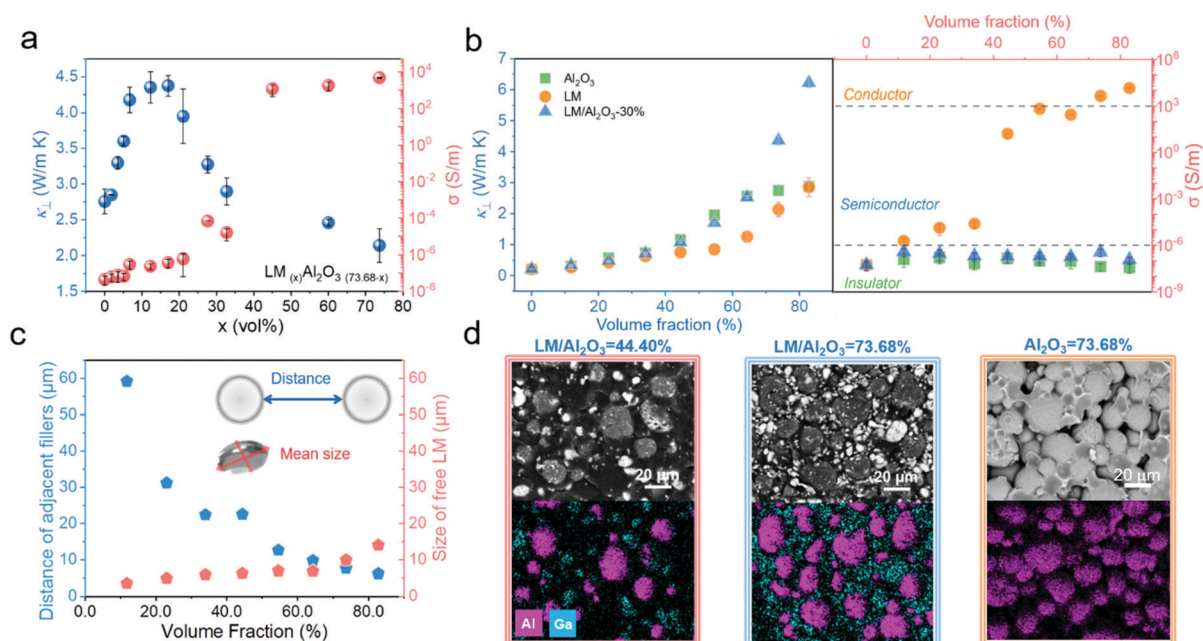 a
4.5
4.0
3.5
3.0
2.5
2.0
1.5
κ⊥ (W/m K)
10⁴
10²
10⁰
10⁻²
10⁻⁴
10⁻⁶
10⁻⁸
σ (S/m)
LM (x)Al₂O₃ (73.68-x)
0 10 20 30 40 50 60 70 80
x (vol%)
b
7
6
5
4
3
2
1
0
κ⊥ (W/m K)
Al₂O₃
LM
LM/Al₂O₃-30%
0 20 40 60 80
Volume fraction (%)
Volume fraction (%)
0 20 40 60 80
Conductor
Semiconductor
Insulator
10⁵
10³
10¹
10⁻²
10⁻⁴
10⁻⁶
10⁻⁷
10⁻⁹
σ (S/m)
c
60
50
40
30
20
10
0
Distance of adjacent fillers (μm)
Distance
Mean size
60
50
40
30
20
10
0
Size of free LM (μm)
0.0 20.0 40.0 60.0 80.0
Volume Fraction (%)
d
LM/Al₂O₃=44.40%
LM/Al₂O₃=73.68%
Al₂O₃=73.68%
20 μm
20 μm
20 μm
Al Ga